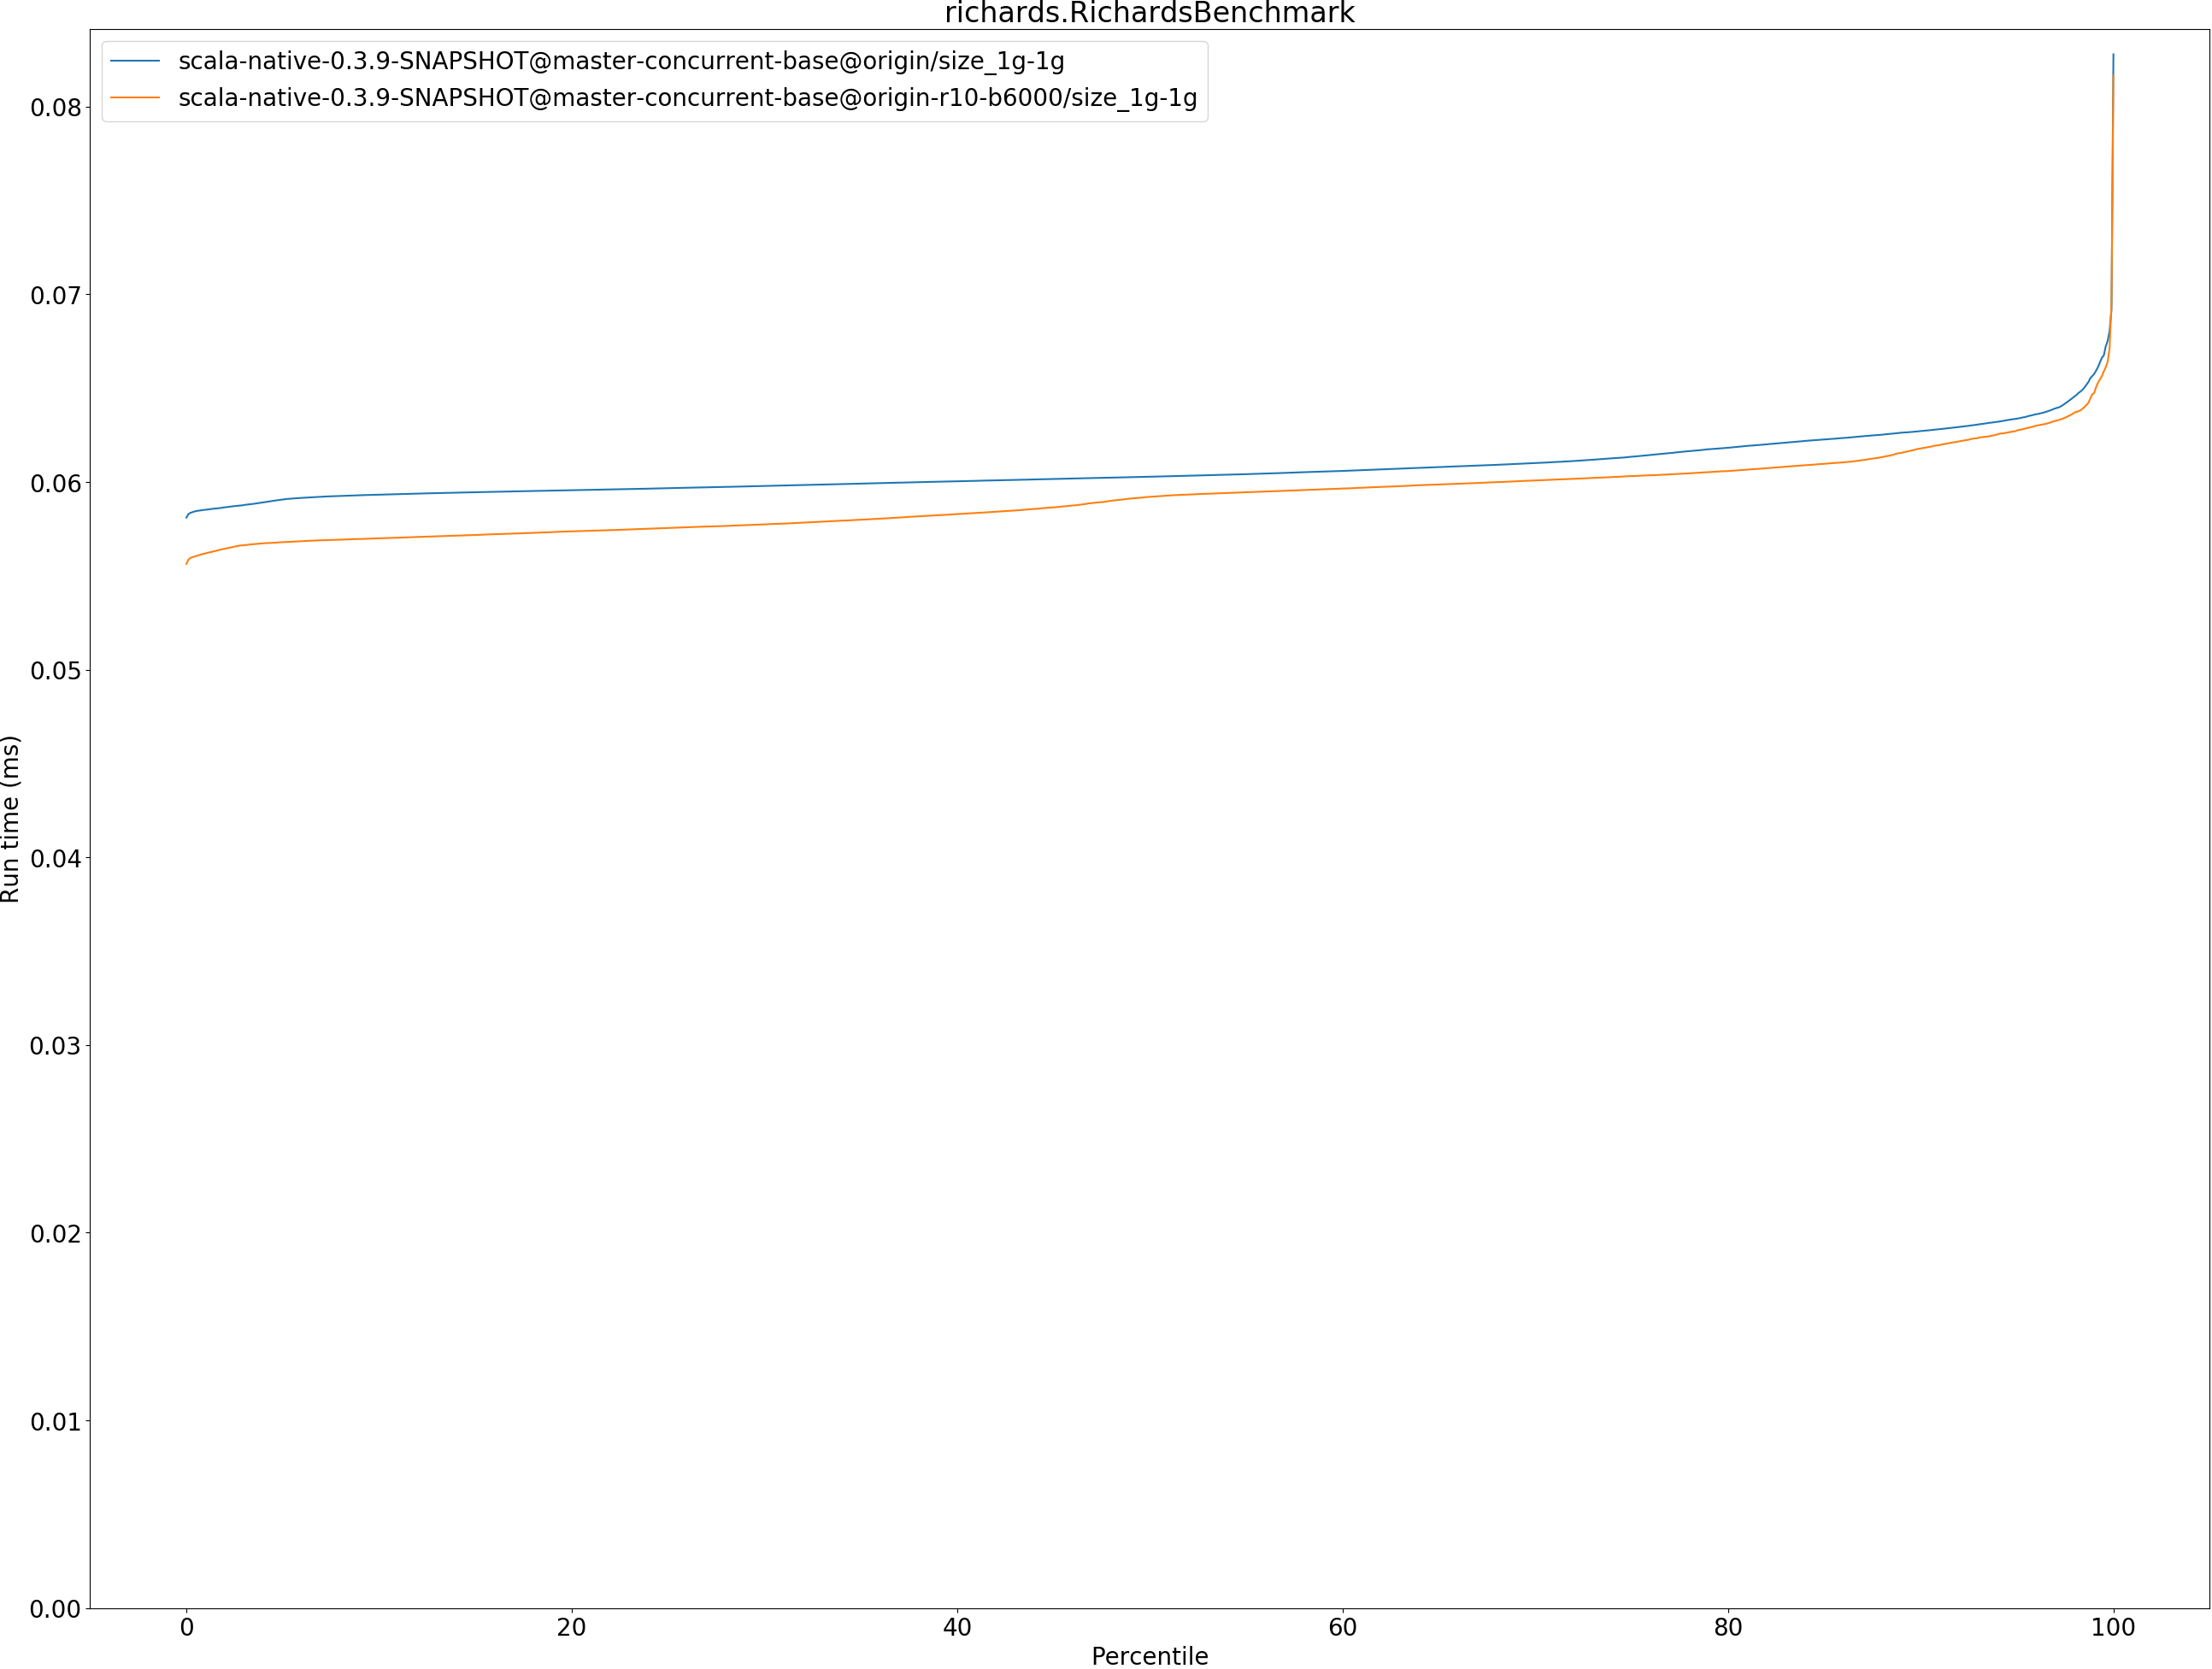 richards.RichardsBenchmark
scala-native-0.3.9-SNAPSHOT@master-concurrent-base@origin/size_1g-1g
scala-native-0.3.9-SNAPSHOT@master-concurrent-base@origin-r10-b6000/size_1g-1g
0.08
0.07
0.06
0.05
0.04
0.03
0.02
0.01
0.00
Run time (ms)
0 20 40 60 80 100
Percentile